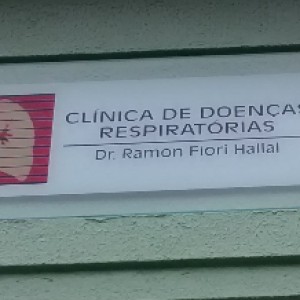 CLÍNICA DE DOENÇAS
RESPIRATÓRIAS
Dr. Ramon Fiori Hallal